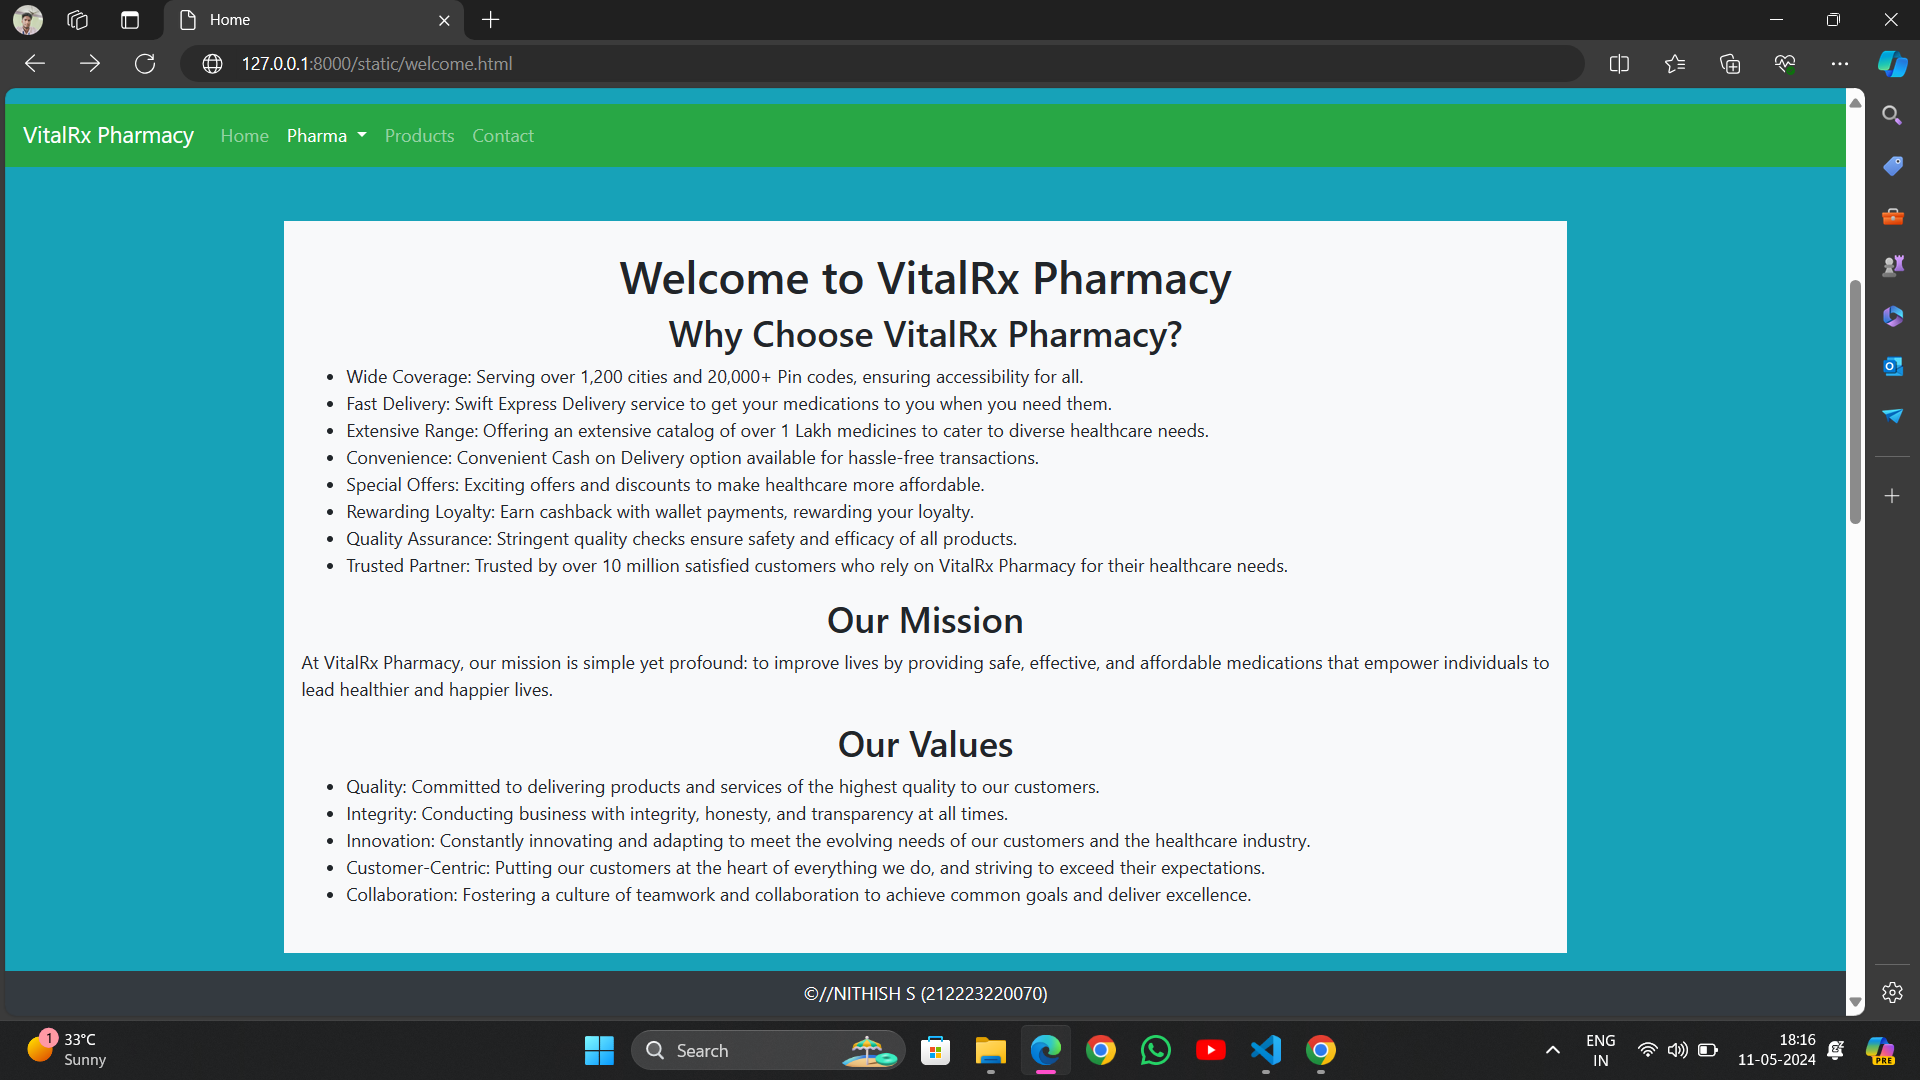 Home
127.0.0.1:8000/static/welcome.html
VitalRx Pharmacy Home Pharma Products Contact
Welcome to VitalRx Pharmacy
Why Choose VitalRx Pharmacy?
• Wide Coverage: Serving over 1,200 cities and 20,000+ Pin codes, ensuring accessibility for all.
• Fast Delivery: Swift Express Delivery service to get your medications to you when you need them.
• Extensive Range: Offering an extensive catalog of over 1 Lakh medicines to cater to diverse healthcare needs.
• Convenience: Convenient Cash on Delivery option available for hassle-free transactions.
• Special Offers: Exciting offers and discounts to make healthcare more affordable.
• Rewarding Loyalty: Earn cashback with wallet payments, rewarding your loyalty.
• Quality Assurance: Stringent quality checks ensure safety and efficacy of all products.
• Trusted Partner: Trusted by over 10 million satisfied customers who rely on VitalRx Pharmacy for their healthcare needs.
Our Mission
At VitalRx Pharmacy, our mission is simple yet profound: to improve lives by providing safe, effective, and affordable medications that empower individuals to
lead healthier and happier lives.
Our Values
• Quality: Committed to delivering products and services of the highest quality to our customers.
• Integrity: Conducting business with integrity, honesty, and transparency at all times.
• Innovation: Constantly innovating and adapting to meet the evolving needs of our customers and the healthcare industry.
• Customer-Centric: Putting our customers at the heart of everything we do, and striving to exceed their expectations.
• Collaboration: Fostering a culture of teamwork and collaboration to achieve common goals and deliver excellence.
©//NITHISH S (212223220070)
1
33°C
Sunny
Search
ENG
IN
18:16
11-05-2024
PRE